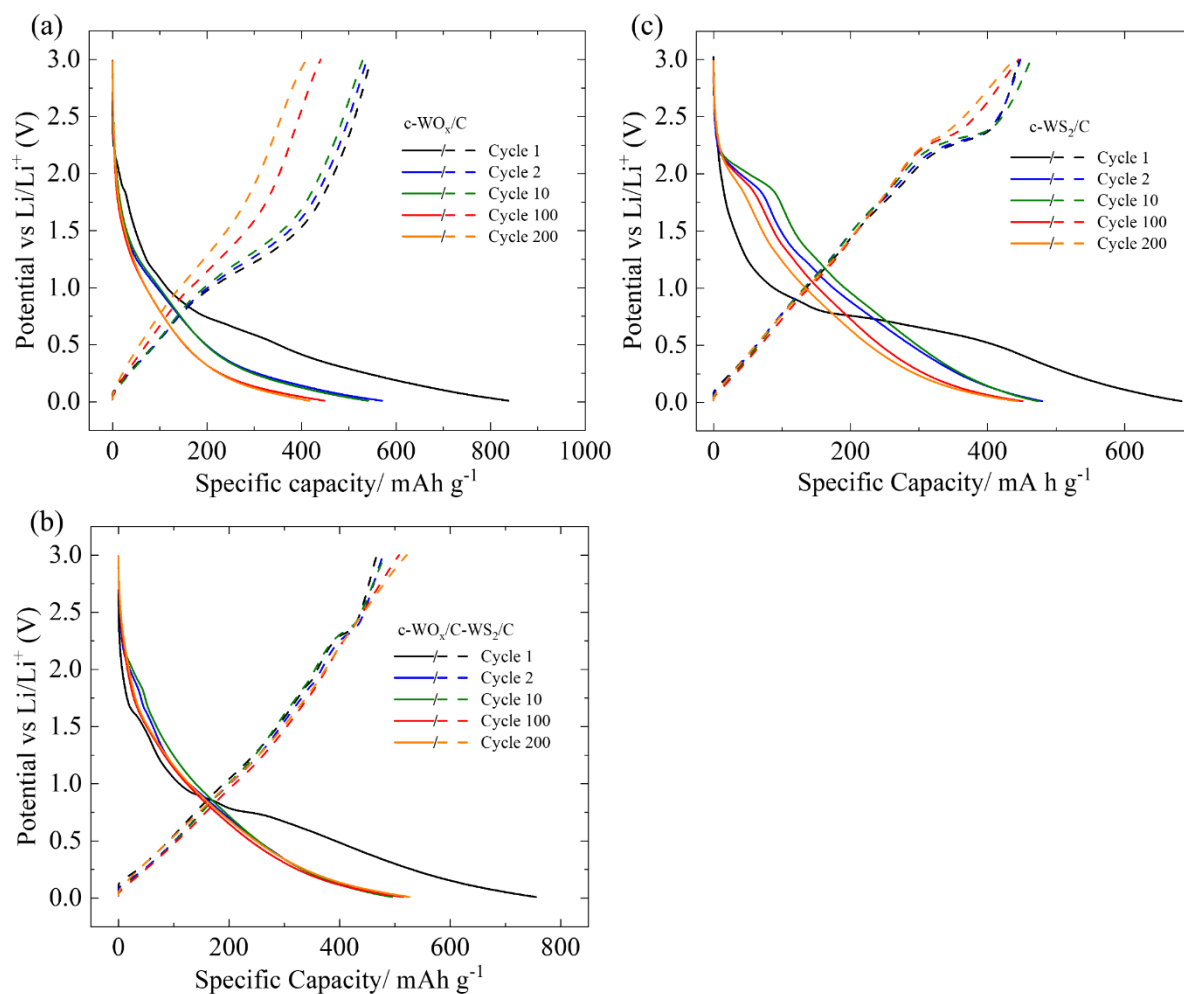 (a)
3.0
2.5
2.0
1.5
1.0
0.5
0.0
Potential vs Li/Li⁺ (V)
c-WOₓ/C
Cycle 1
Cycle 2
Cycle 10
Cycle 100
Cycle 200
0 200 400 600 800 1000
Specific capacity/ mAh g⁻¹
(c)
3.0
2.5
2.0
1.5
1.0
0.5
0.0
Potential vs Li/Li⁺ (V)
c-WS₂/C
Cycle 1
Cycle 2
Cycle 10
Cycle 100
Cycle 200
0 200 400 600
Specific Capacity/ mA h g⁻¹
(b)
3.0
2.5
2.0
1.5
1.0
0.5
0.0
Potential vs Li/Li⁺ (V)
c-WOₓ/C-WS₂/C
Cycle 1
Cycle 2
Cycle 10
Cycle 100
Cycle 200
0 200 400 600 800
Specific Capacity/ mAh g⁻¹